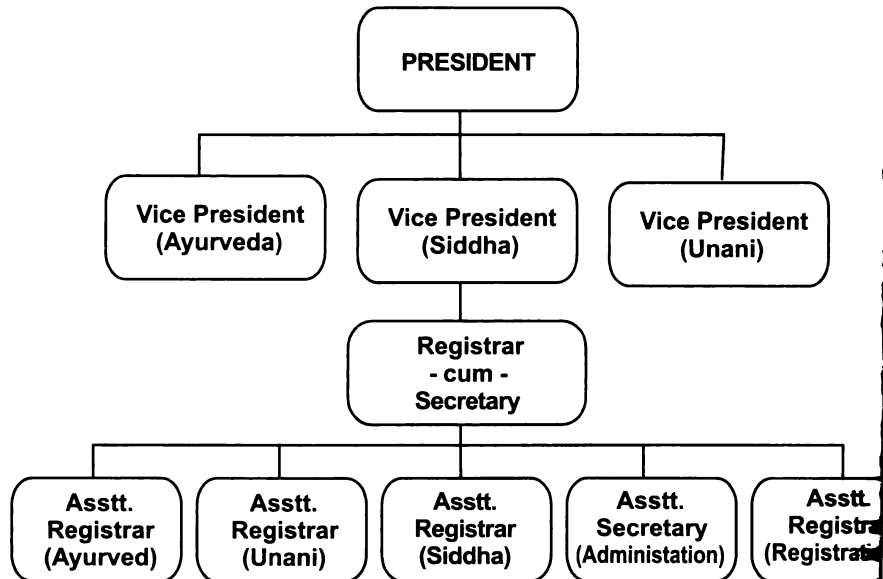 PRESIDENT
Vice President
(Ayurveda)
Vice President
(Siddha)
Vice President
(Unani)
Registrar
- cum -
Secretary
Asstt.
Registrar
(Ayurved)
Asstt.
Registrar
(Unani)
Asstt.
Registrar
(Siddha)
Asstt.
Secretary
(Administation)
Asstt.